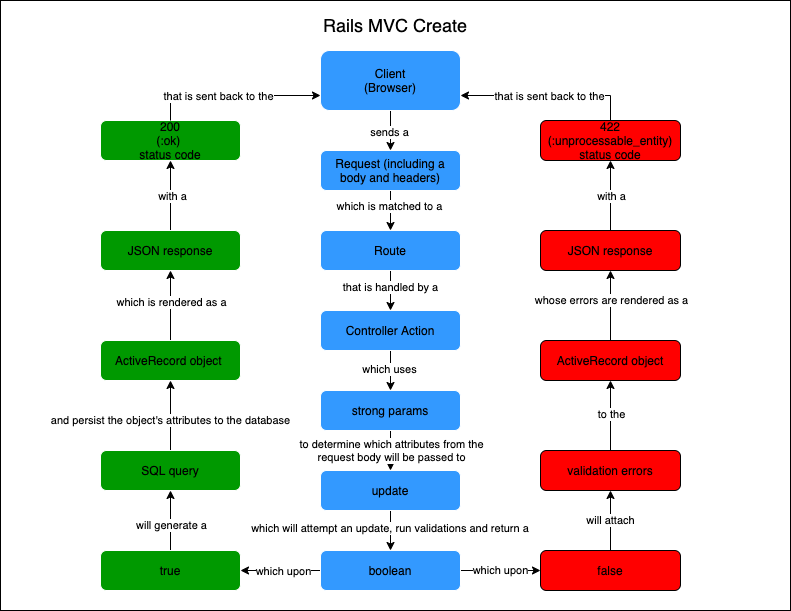 Rails MVC Create
Client
(Browser)
that is sent back to the
that is sent back to the
200
(:ok)
status code
sends a
422
(:unprocessable_entity)
status code
Request (including a
body and headers)
with a
which is matched to a
with a
JSON response
Route
JSON response
which is rendered as a
that is handled by a
whose errors are rendered as a
Controller Action
ActiveRecord object
which uses
ActiveRecord object
strong params
and persist the object's attributes to the database
to the
to determine which attributes from the
request body will be passed to
SQL query
update
validation errors
will generate a
which will attempt an update, run validations and return a
will attach
true
which upon
boolean
which upon
false